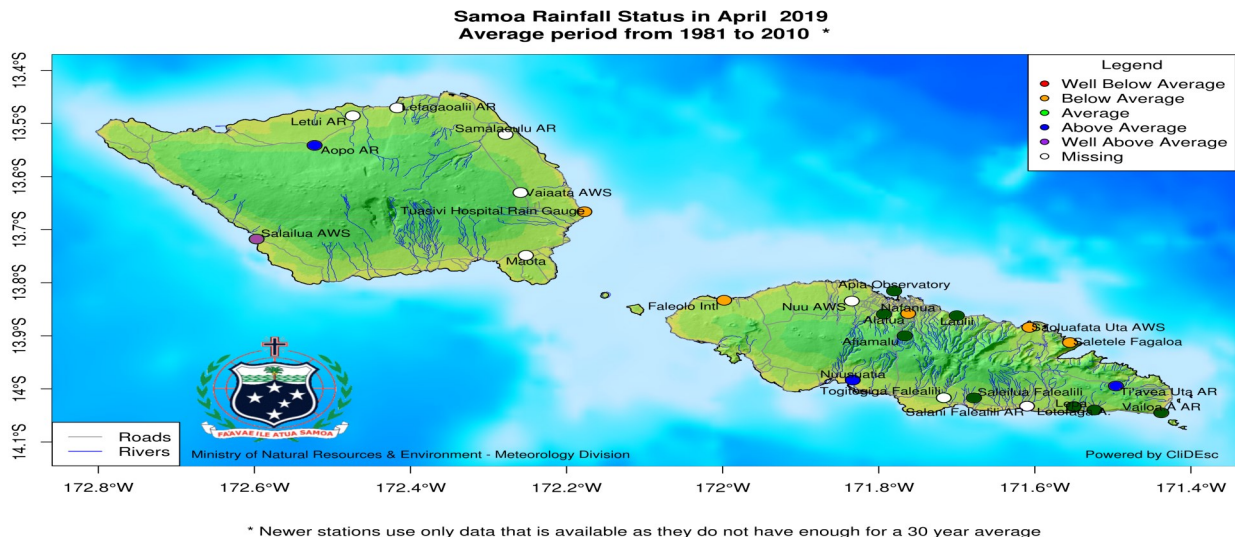 Samoa Rainfall Status in April 2019
Average period from 1981 to 2010 *
Legend
Well Below Average
Below Average
Average
Above Average
Well Above Average
Missing
13.4°S
13.5°S
13.6°S
13.7°S
13.8°S
13.9°S
14°S
14.1°S
Lefagaoalii AR
Letui AR
Samalaeulu AR
Aopo AR
Vaiaata AWS
Tuasivi Hospital Rain Gauge
Salailua AWS
Maota
Apia Observatory
Faleolo Intl
Nuu AWS
Nafanua
Alafua
Laulii
Saoluafata Uta AWS
Afiamalu
Saletele Fagaloa
Nuusuatia
Tiavea Uta AR
Togitogiga Falealili
Saleilua Falealili
Lepa
Salani Falealili AR
Vailoa A AR
FAAVAE ILE ATUA SAMOA
Roads
Rivers
Ministry of Natural Resources & Environment - Meteorology Division
Powered by CliDEsc
172.8°W
172.6°W
172.4°W
172.2°W
172°W
171.8°W
171.6°W
171.4°W
* Newer stations use only data that is available as they do not have enough for a 30 year average